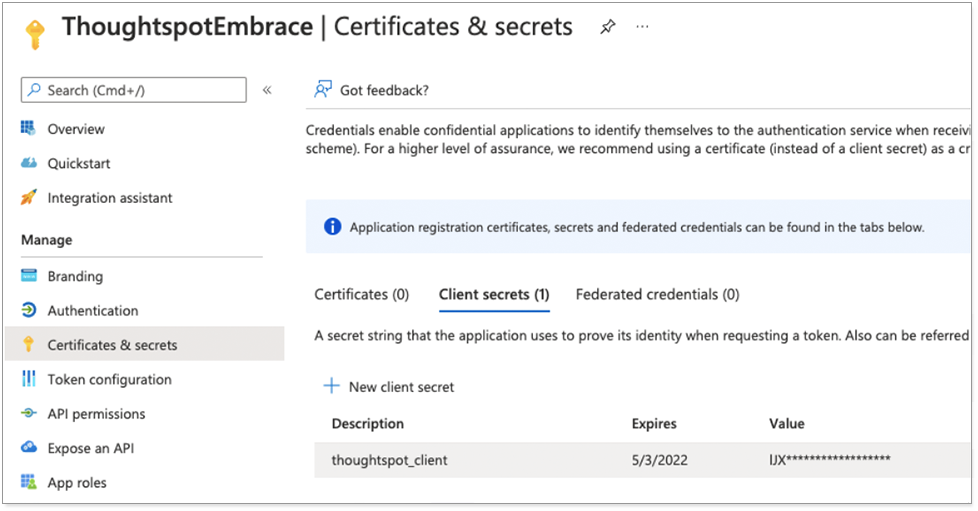 ThoughtspotEmbrace | Certificates & secrets ...
Search (Cmd+/)
«
Overview
Quickstart
Integration assistant
Manage
Branding
Authentication
Certificates & secrets
Token configuration
API permissions
Expose an API
App roles
Got feedback?
Credentials enable confidential applications to identify themselves to the authentication service when receivi
scheme). For a higher level of assurance, we recommend using a certificate (instead of a client secret) as a cr
Application registration certificates, secrets and federated credentials can be found in the tabs below.
Certificates (0) Client secrets (1) Federated credentials (0)
A secret string that the application uses to prove its identity when requesting a token. Also can be referred
New client secret
Description Expires Value
thoughtspot_client 5/3/2022 IJX******************